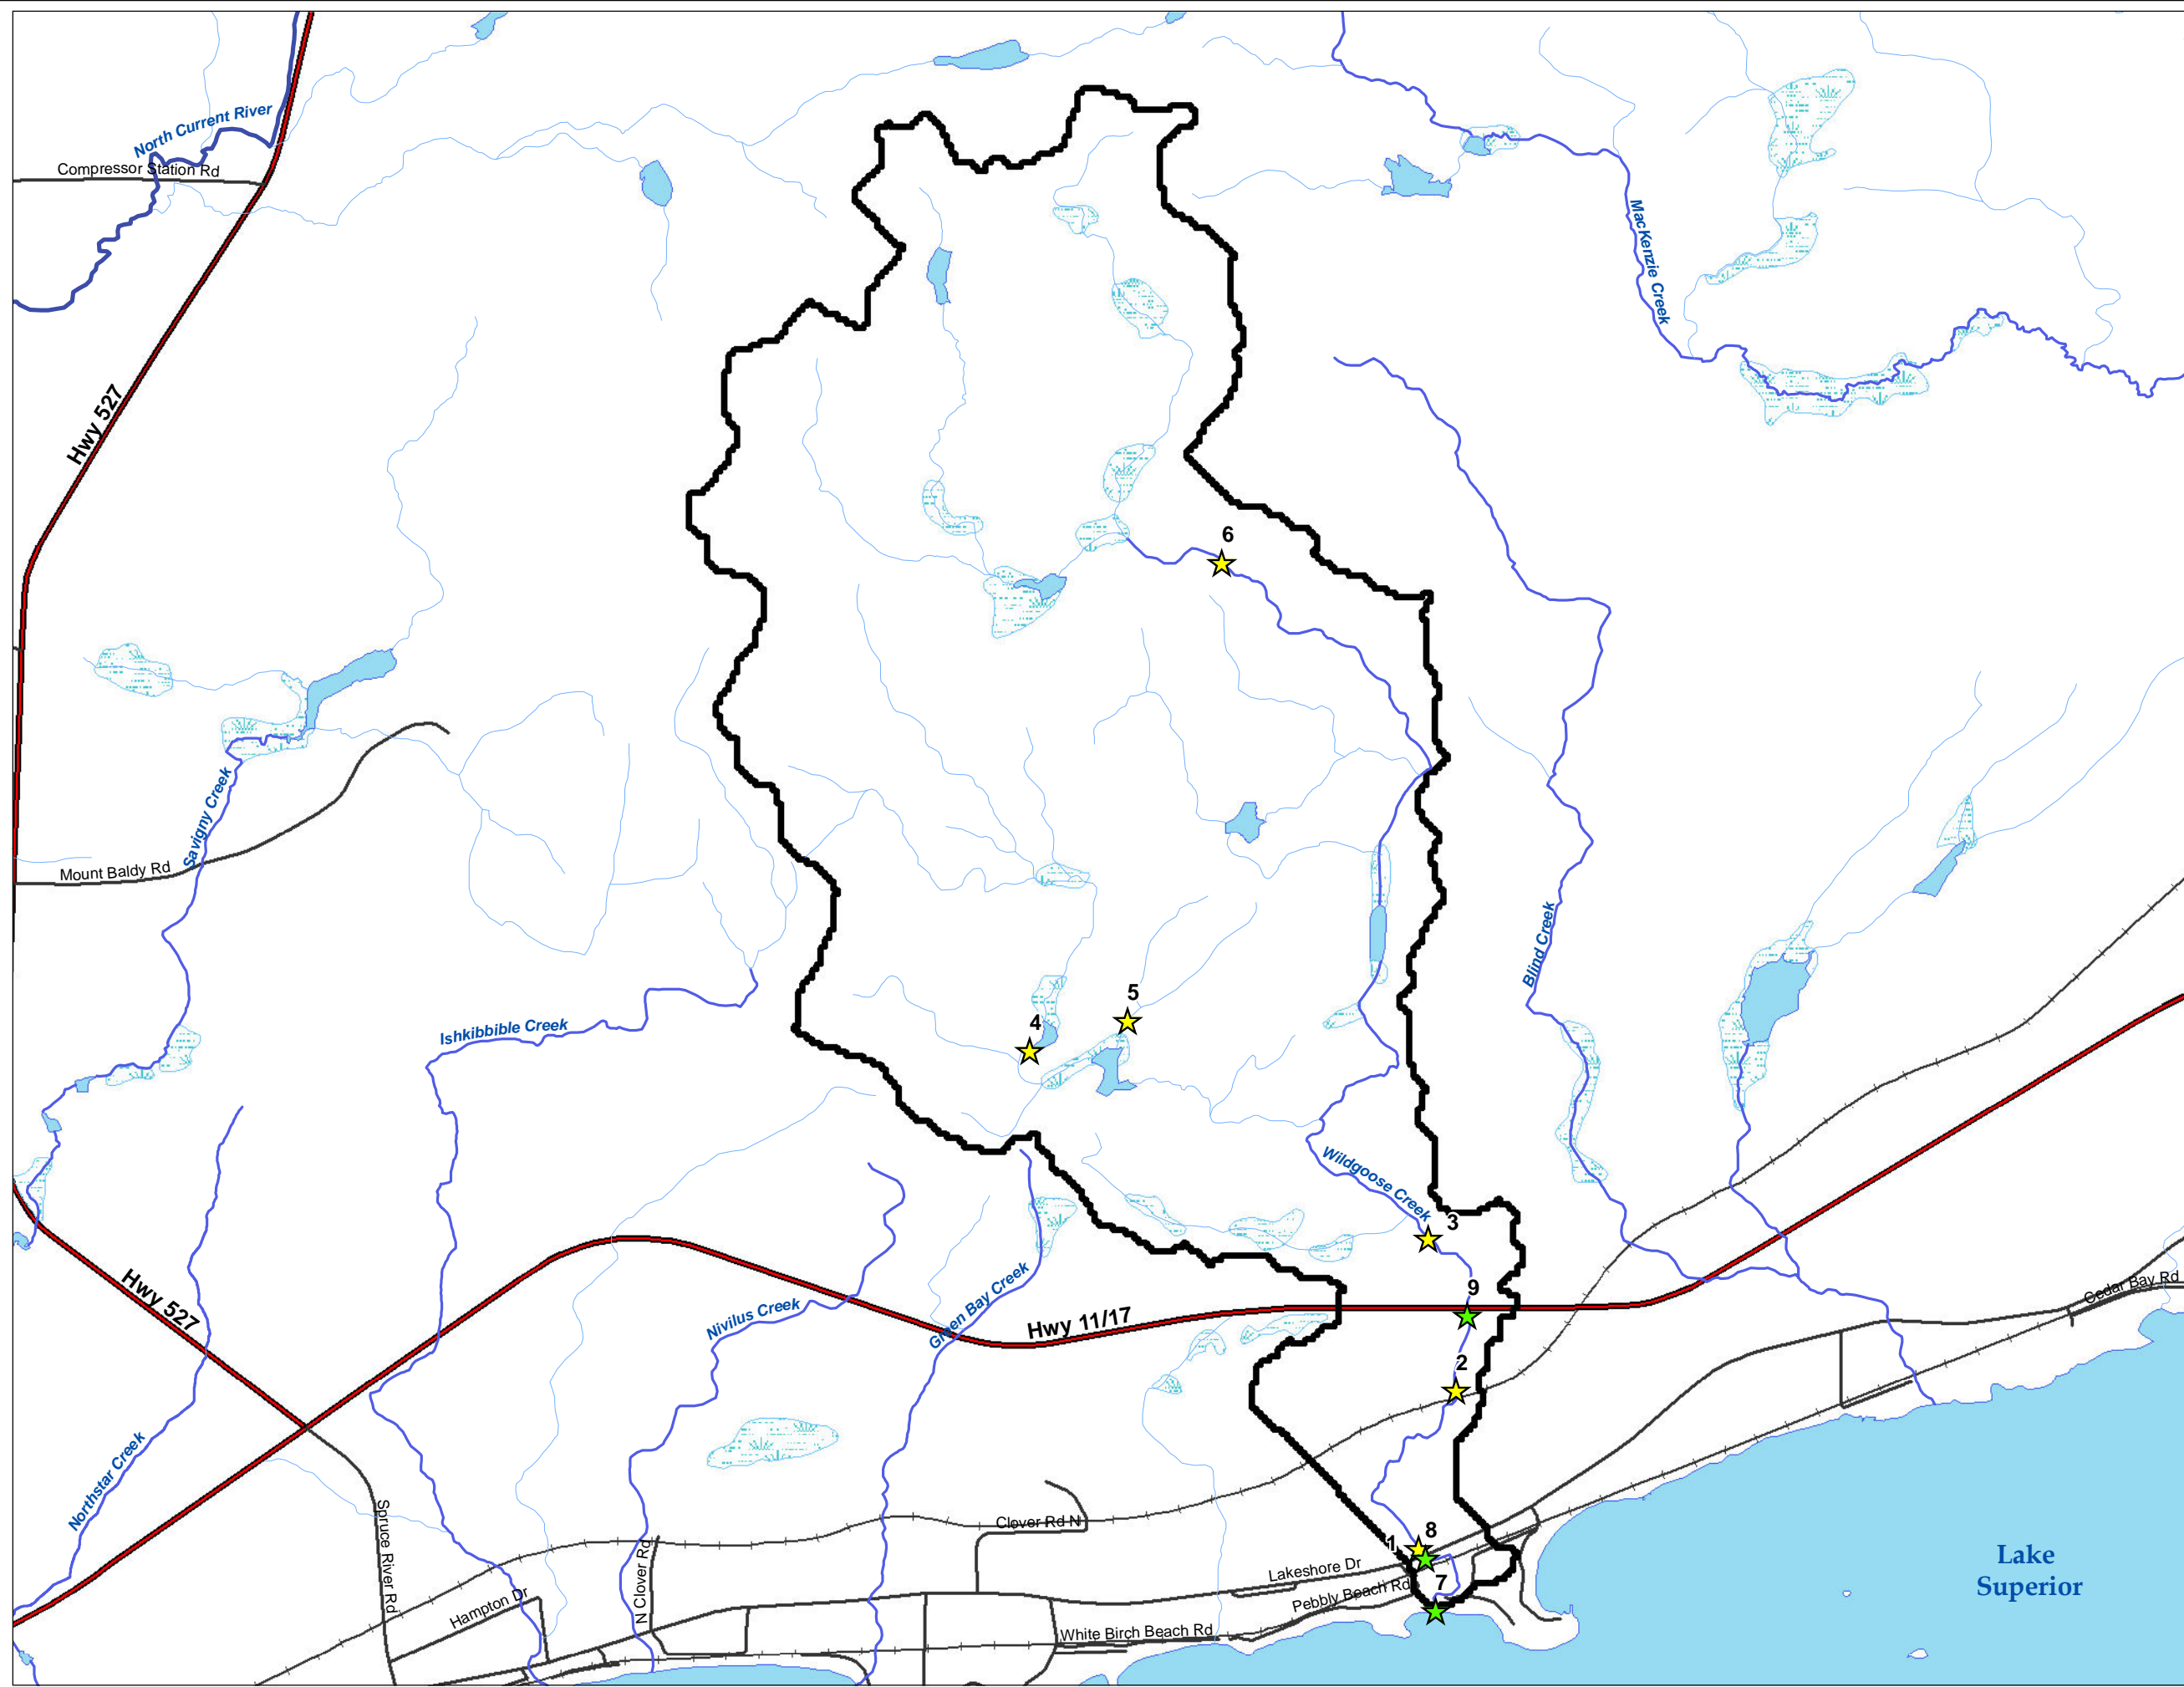 North Current River
Compressor Station Rd
MacKenzie Creek
Hwy 527
6
Savigny Creek
Mount Baldy Rd
Blind Creek
5
4
Ishkibbible Creek
Wildgoose Creek
3
Hwy 527
Green Bay Creek
Nivilus Creek
Hwy 11/17
9
Cedar Bay Rd
2
Northstar Creek
Spruce River Rd
Clover Rd N
N Clover Rd
8
1
Lakeshore Dr
Pebbly Beach Rd
7
Hampton Dr
White Birch Beach Rd
Lake
Superior